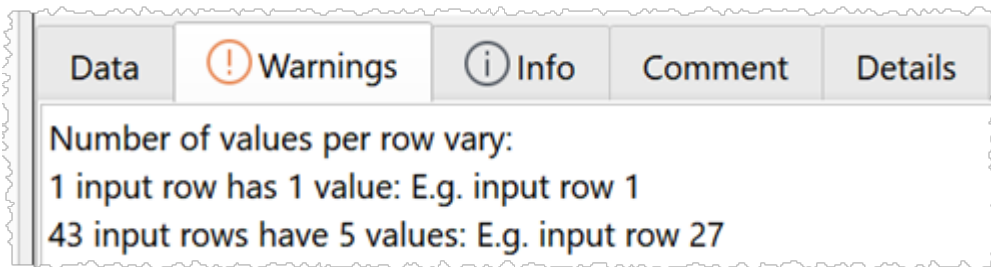 Data Warnings Info Comment Details
Number of values per row vary:
1 input row has 1 value: E.g. input row 1
43 input rows have 5 values: E.g. input row 27